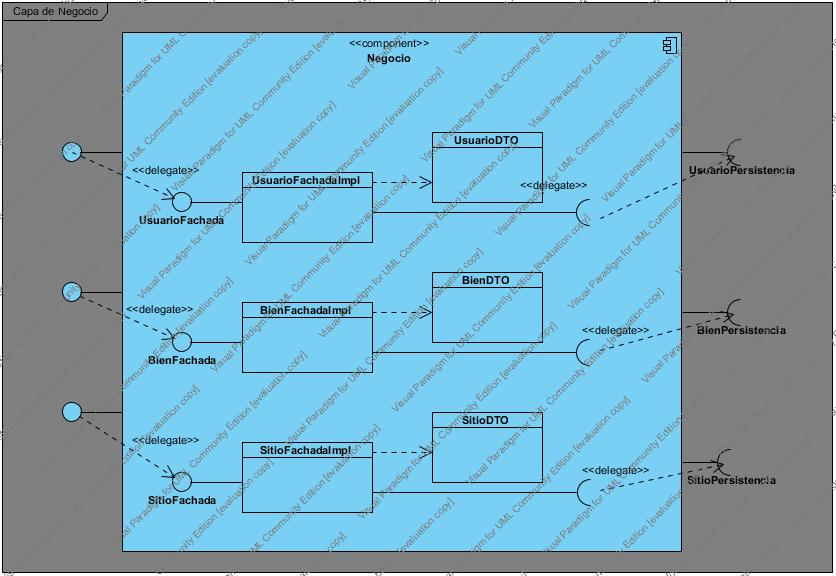 Capa de Negocio
<<component>>
Negocio
UsuarioDTO
<<delegate>>
UsuarioFachadaImpl
UsuarioPersistencia
<<delegate>>
UsuarioFachada
BienDTO
<<delegate>>
BienFachadaImpl
<<delegate>>
BienPersistencia
BienFachada
SitioDTO
<<delegate>>
SitioFachadaImpl
<<delegate>>
SitioPersistencia
SitioFachada
Visual Paradigm for UML Community Edition [evaluation copy]